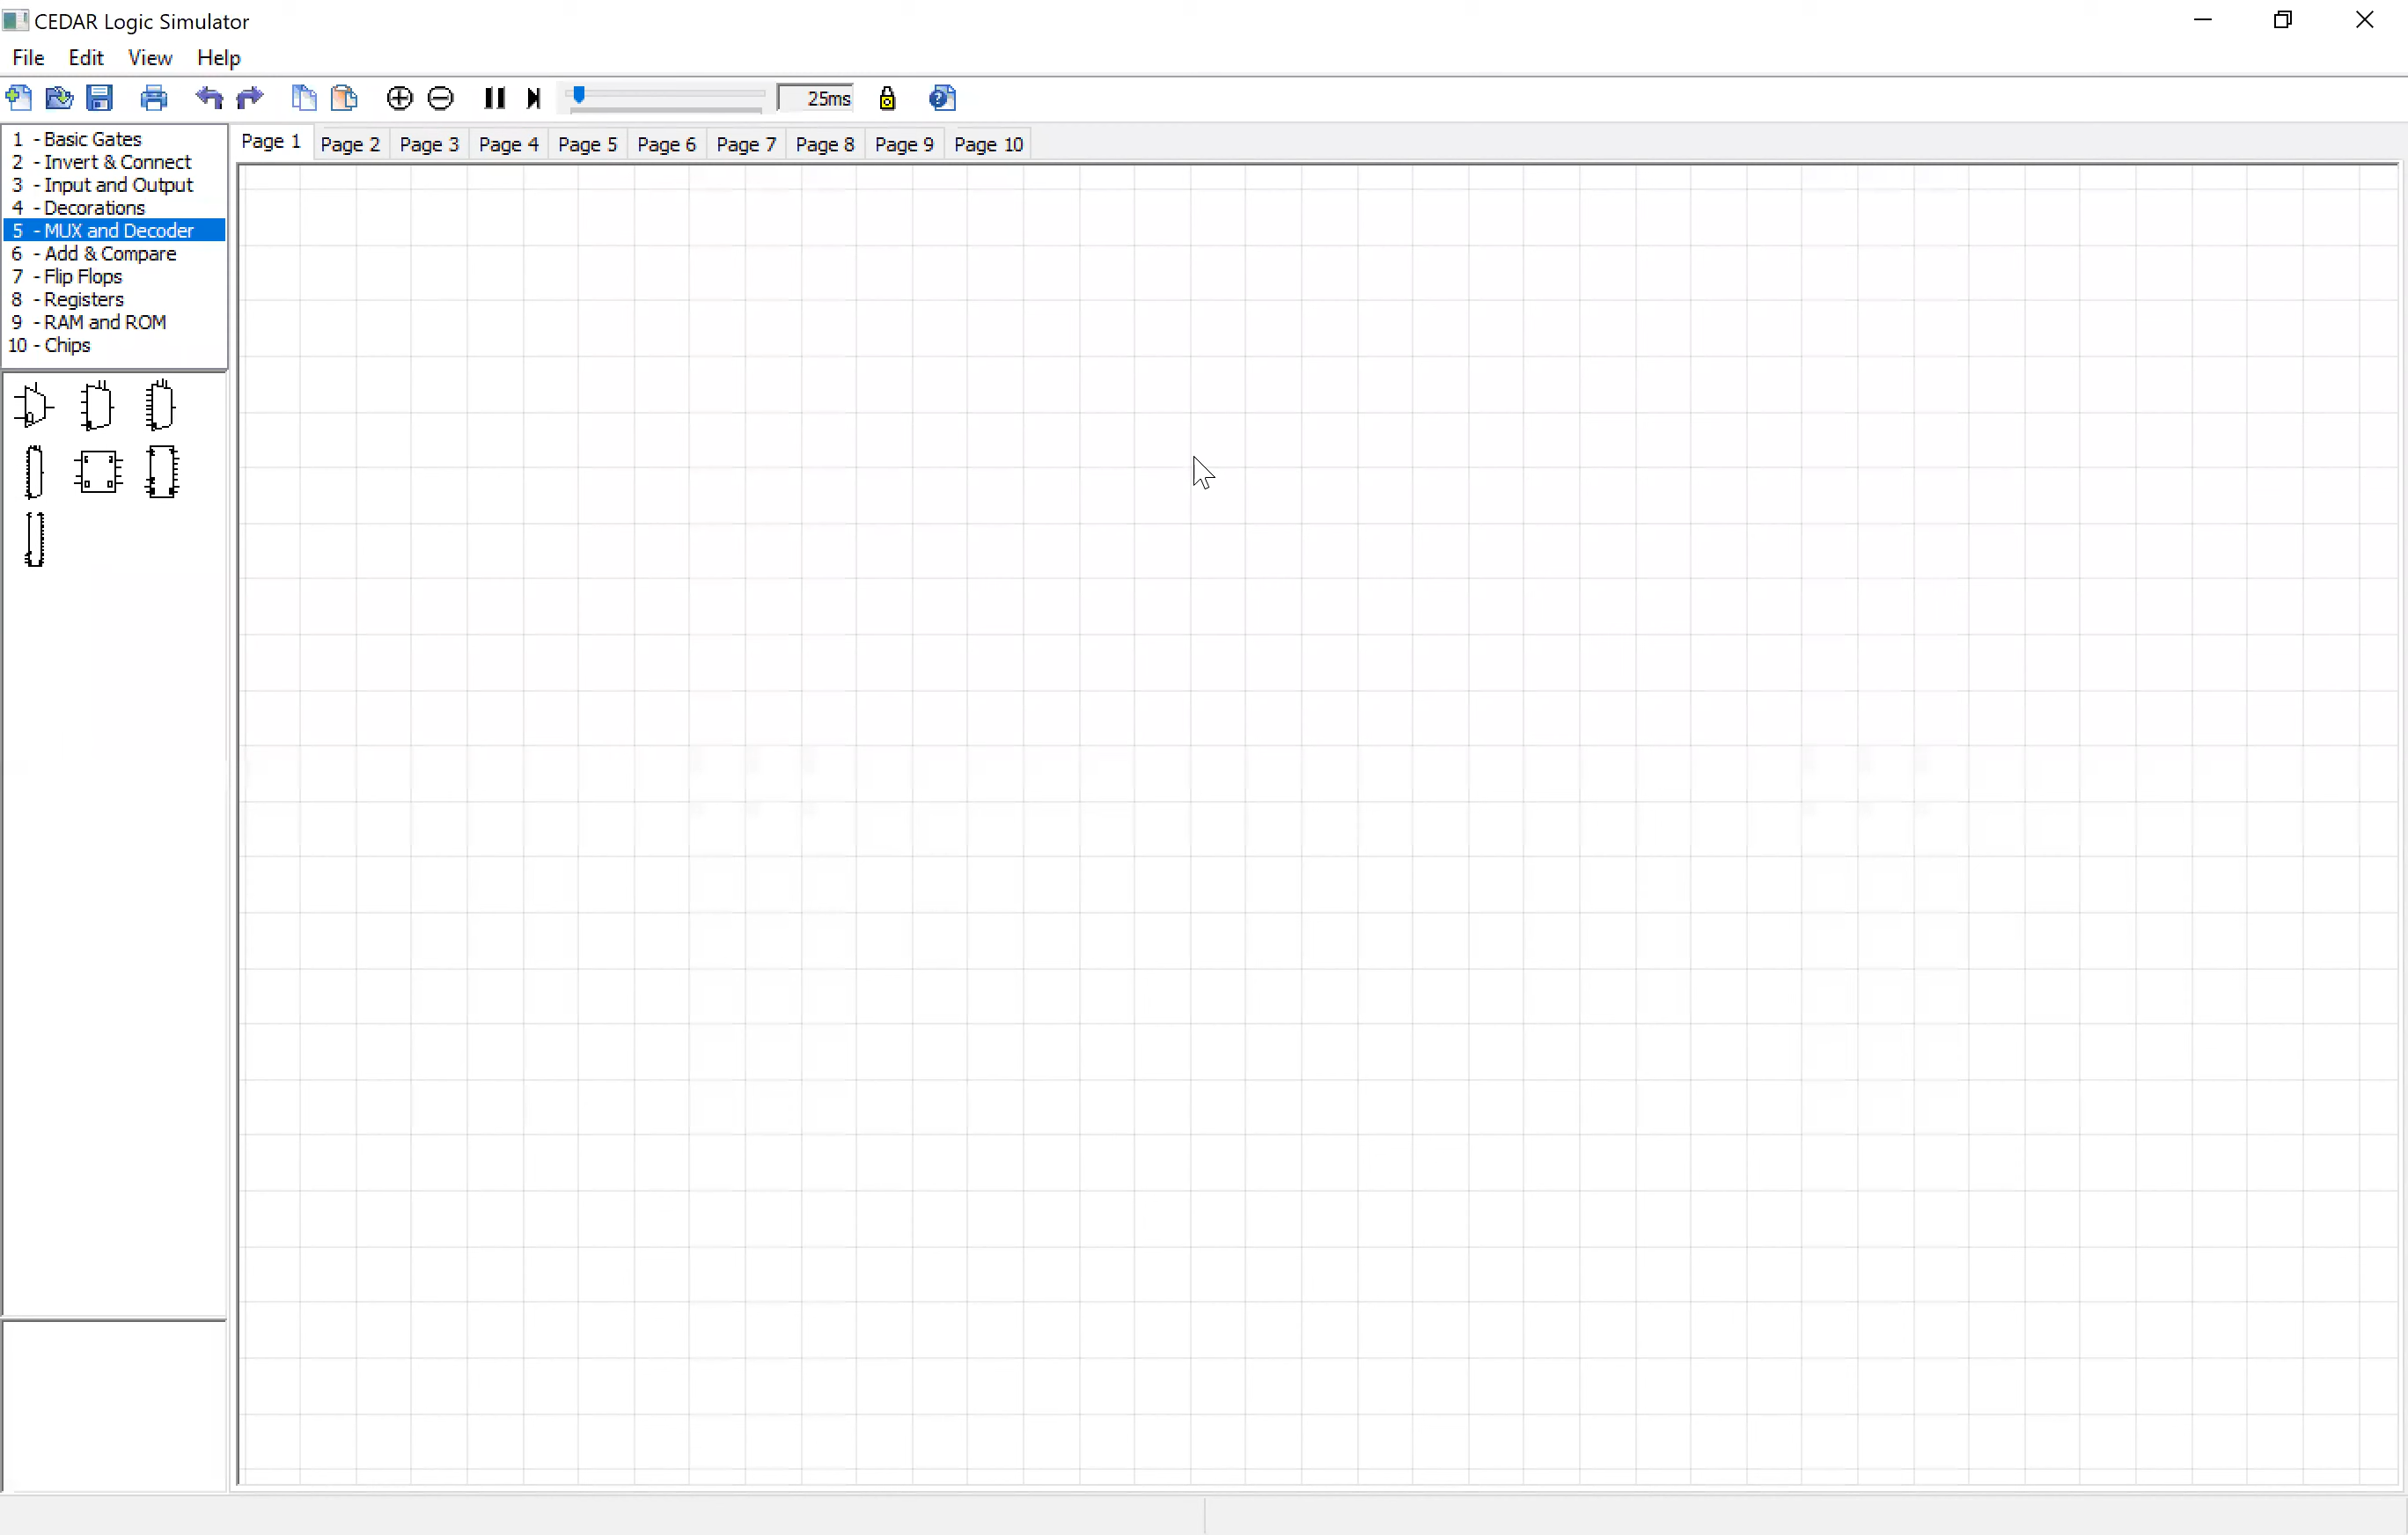 CEDAR Logic Simulator
File Edit View Help
25ms
1 - Basic Gates
2 - Invert & Connect
3 - Input and Output
4 - Decorations
5 - MUX and Decoder
6 - Add & Compare
7 - Flip Flops
8 - Registers
9 - RAM and ROM
10 - Chips
Page 1 Page 2 Page 3 Page 4 Page 5 Page 6 Page 7 Page 8 Page 9 Page 10